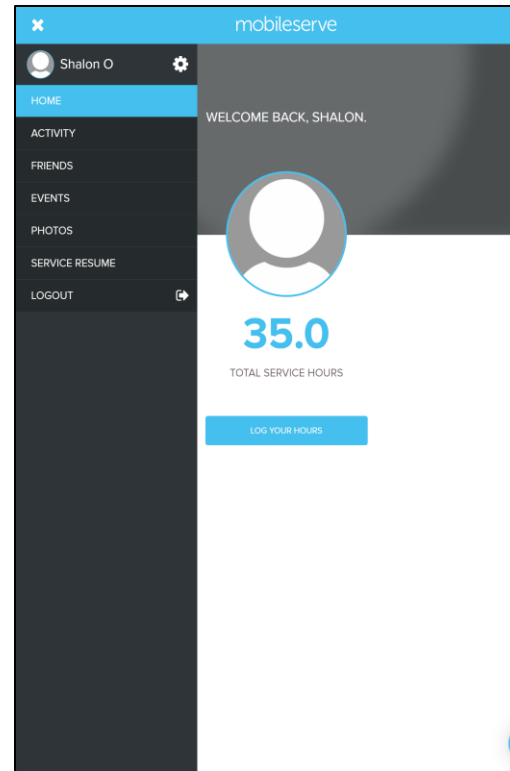 mobileserve
Shalon O
HOME
ACTIVITY
FRIENDS
EVENTS
PHOTOS
SERVICE RESUME
LOGOUT
WELCOME BACK, SHALON.
35.0
TOTAL SERVICE HOURS
LOG YOUR HOURS